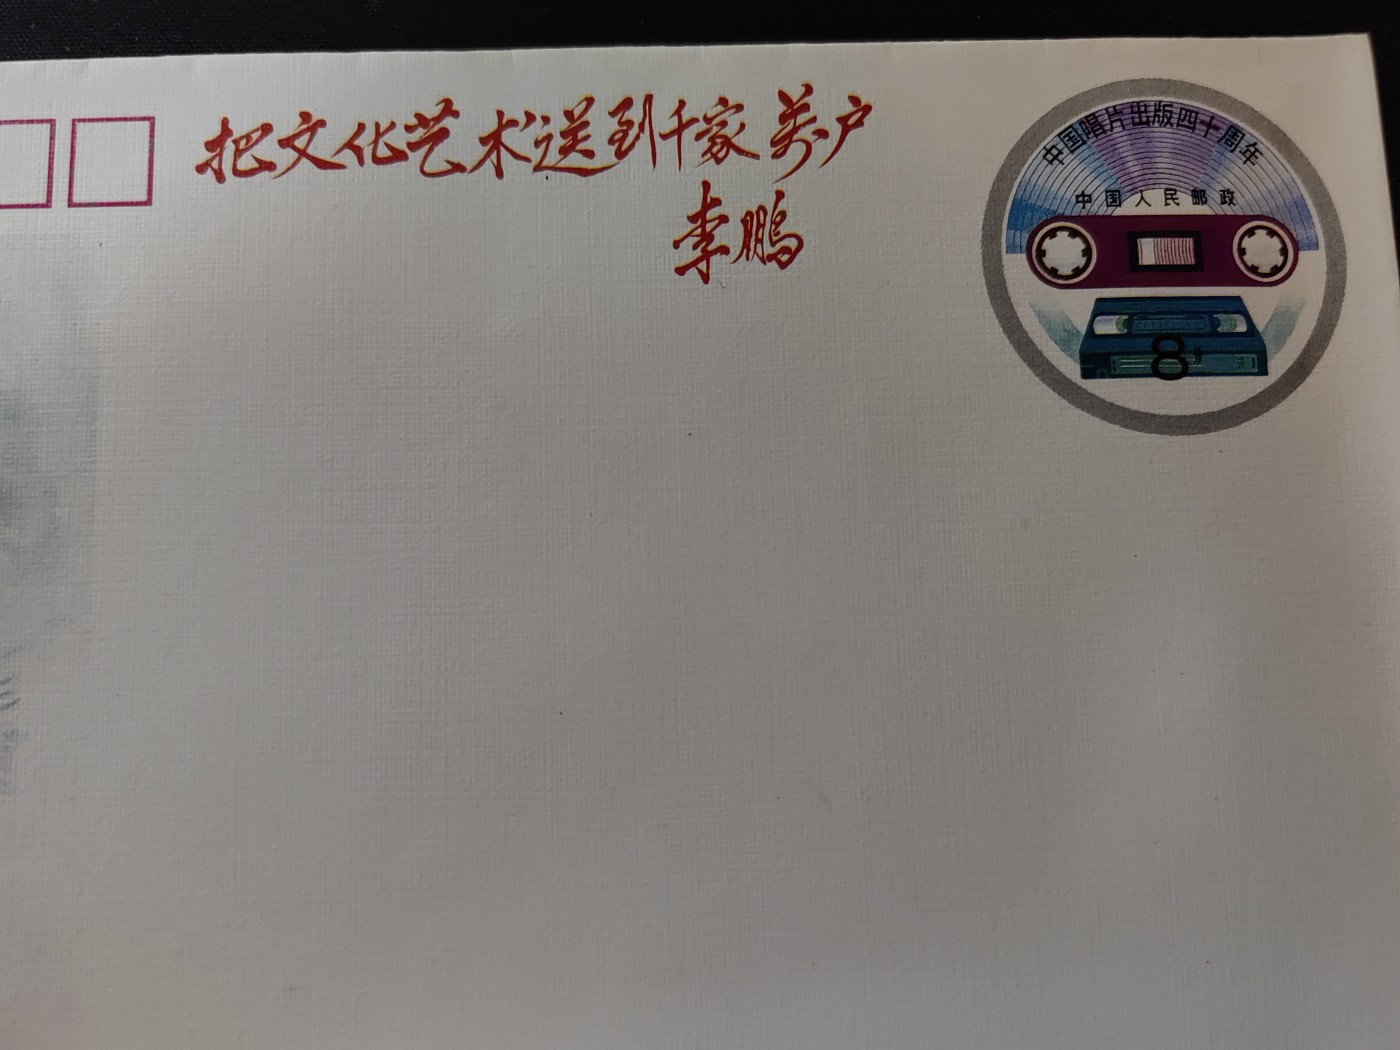 把文化艺术送到千家万户
李鹏
中国唱片出版四十周年
中国人民邮政
8分